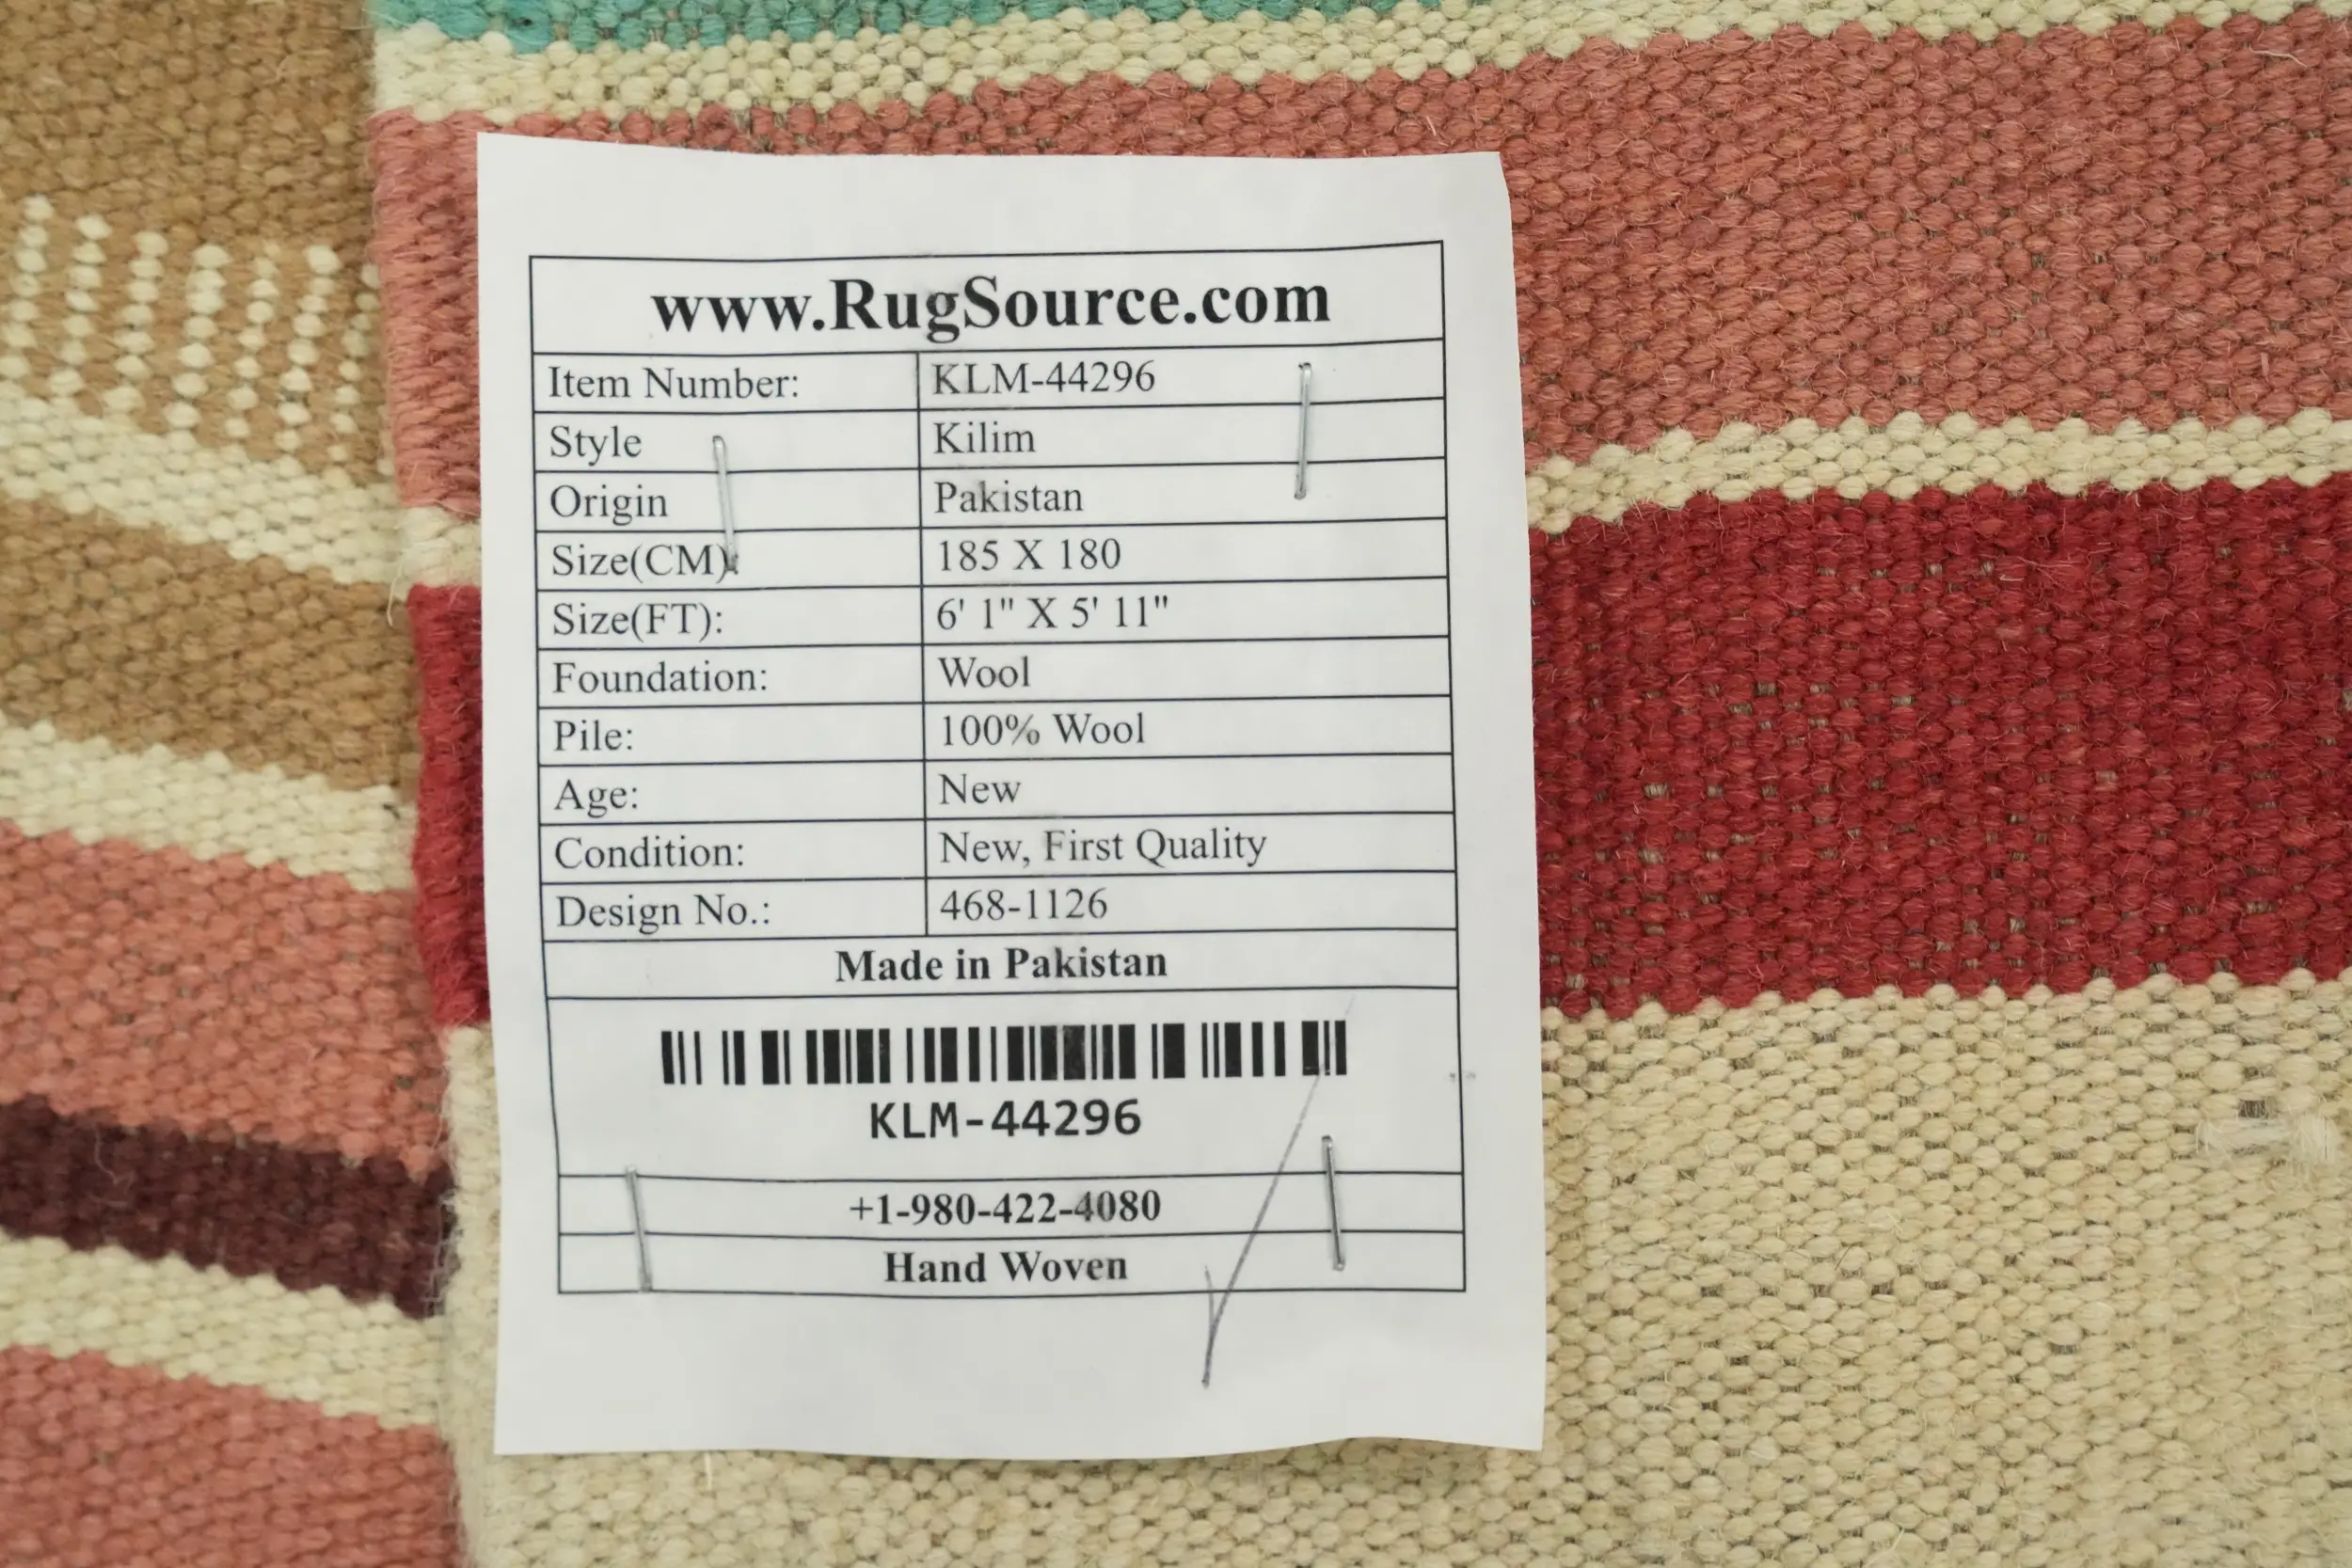 www.RugSource.com
Item Number: KLM-44296
Style Kilim
Origin Pakistan
Size(CM): 185 X 180
Size(FT): 6' 1" X 5' 11"
Foundation: Wool
Pile: 100% Wool
Age: New
Condition: New, First Quality
Design No.: 468-1126
Made in Pakistan
KLM-44296
+1-980-422-4080
Hand Woven